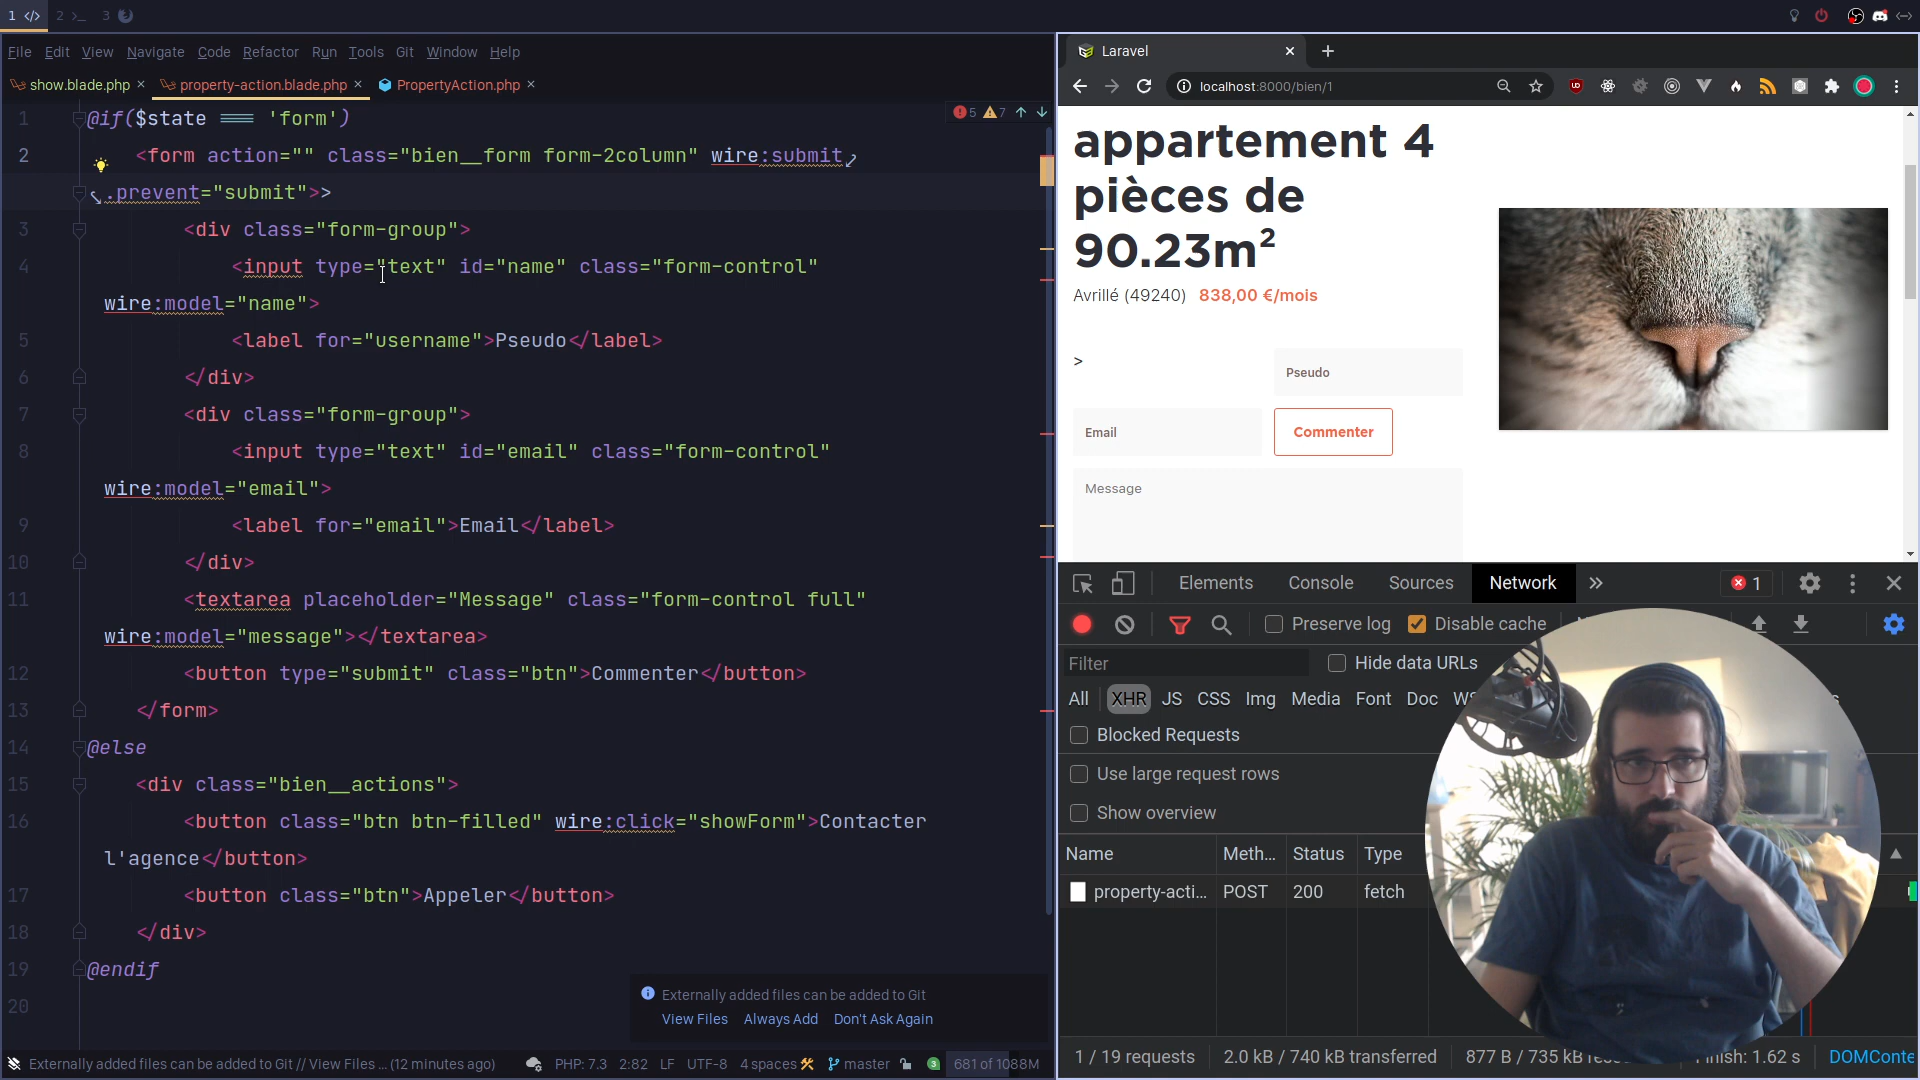 1 </> 2 >_ 3
File Edit View Navigate Code Refactor Run Tools Git Window Help
show.blade.php × property-action.blade.php × PropertyAction.php ×
5 7
1 @if($state === 'form')
2 <form action="" class="bien__form form-2column" wire:submit
.prevent="submit">>
3 <div class="form-group">
4 <input type="text" id="name" class="form-control"
wire:model="name">
5 <label for="username">Pseudo</label>
6 </div>
7 <div class="form-group">
8 <input type="text" id="email" class="form-control"
wire:model="email">
9 <label for="email">Email</label>
10 </div>
11 <textarea placeholder="Message" class="form-control full"
wire:model="message"></textarea>
12 <button type="submit" class="btn">Commenter</button>
13 </form>
14 @else
15 <div class="bien__actions">
16 <button class="btn btn-filled" wire:click="showForm">Contacter
l'agence</button>
17 <button class="btn">Appeler</button>
18 </div>
19 @endif
20
Externally added files can be added to Git
View Files Always Add Don't Ask Again
Externally added files can be added to Git // View Files ... (12 minutes ago) PHP: 7.3 2:82 LF UTF-8 4 spaces master 3 681 of 1088M
Laravel × +
localhost:8000/bien/1
appartement 4
pièces de
90.23m²
Avrillé (49240) 838,00 €/mois
>
Pseudo
Email
Commenter
Message
Elements Console Sources Network » 1
Preserve log Disable cache
Filter Hide data URLs
All XHR JS CSS Img Media Font Doc WS
Blocked Requests
Use large request rows
Show overview
Name Meth... Status Type
property-acti... POST 200 fetch
1 / 19 requests 2.0 kB / 740 kB transferred 877 B / 735 kB Finish: 1.62 s DOMConte